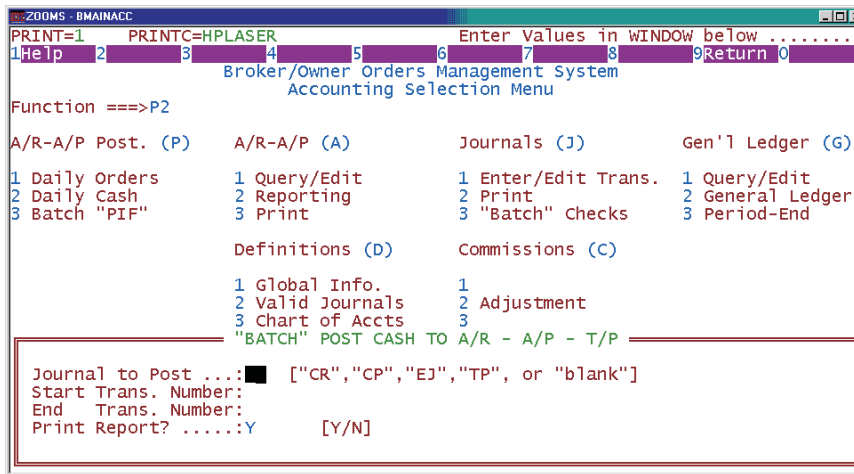 ZOOMS - BMAINACC
PRINT=1 PRINTC=HPLASER Enter Values in WINDOW below ........
1Help 2 3 4 5 6 7 8 9Return 0
Broker/Owner Orders Management System
Accounting Selection Menu
Function ===>P2
A/R-A/P Post. (P) A/R-A/P (A) Journals (J) Gen'l Ledger (G)
1 Daily Orders 1 Query/Edit 1 Enter/Edit Trans. 1 Query/Edit
2 Daily Cash 2 Reporting 2 Print 2 General Ledger
3 Batch "PIF" 3 Print 3 "Batch" Checks 3 Period-End
Definitions (D) Commissions (C)
1 Global Info. 1
2 Valid Journals 2 Adjustment
3 Chart of Accts 3
"BATCH" POST CASH TO A/R - A/P - T/P
Journal to Post ...: ["CR","CP","EJ","TP", or "blank"]
Start Trans. Number:
End Trans. Number:
Print Report? .....:Y [Y/N]